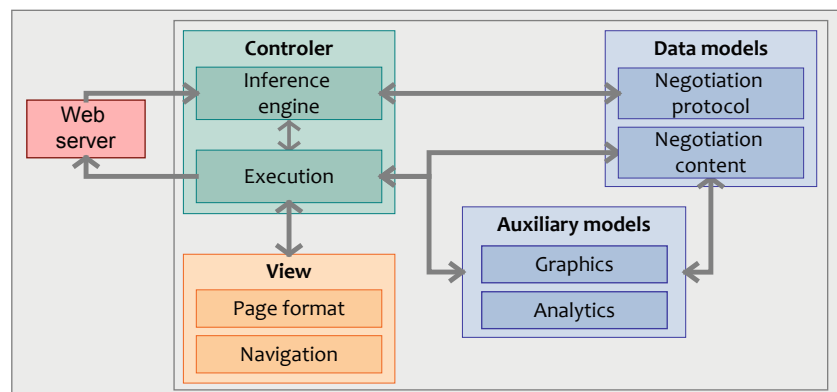 Controler
Inference
engine
Execution
Web
server
View
Page format
Navigation
Data models
Negotiation
protocol
Negotiation
content
Auxiliary models
Graphics
Analytics